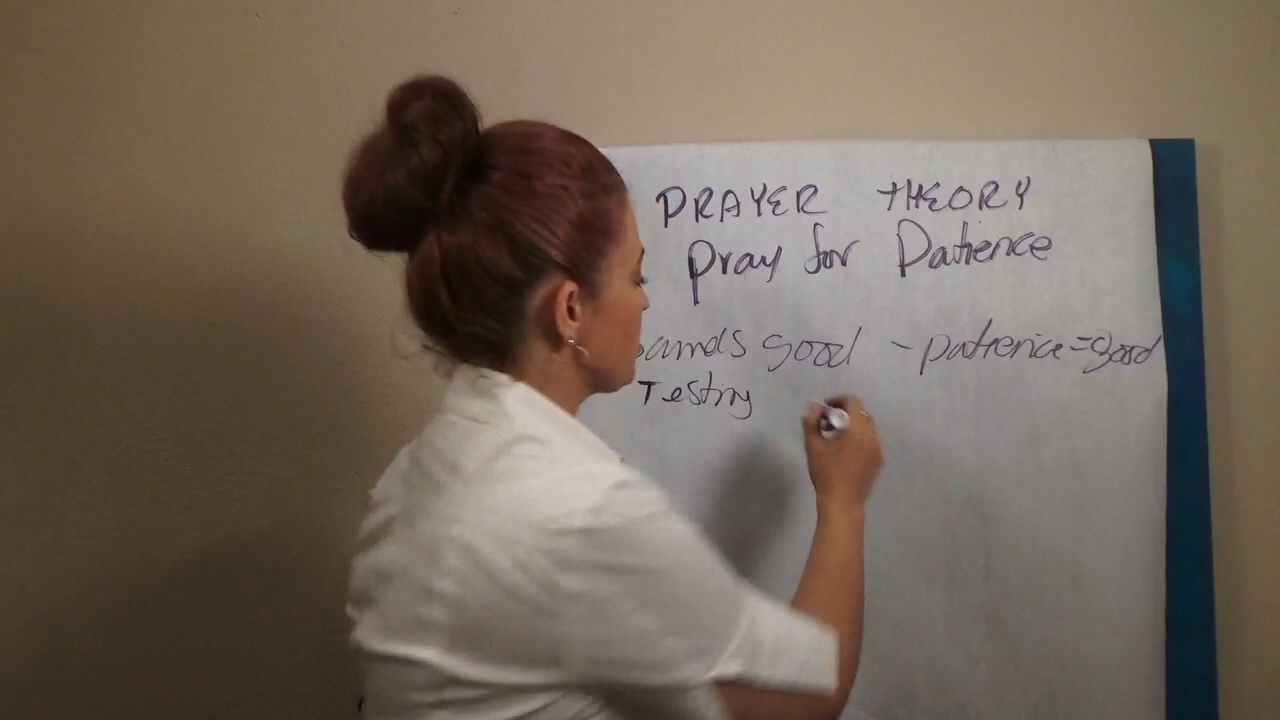 PRAYER THEORY
Pray for Patience
Sounds good - patience = good
Testing